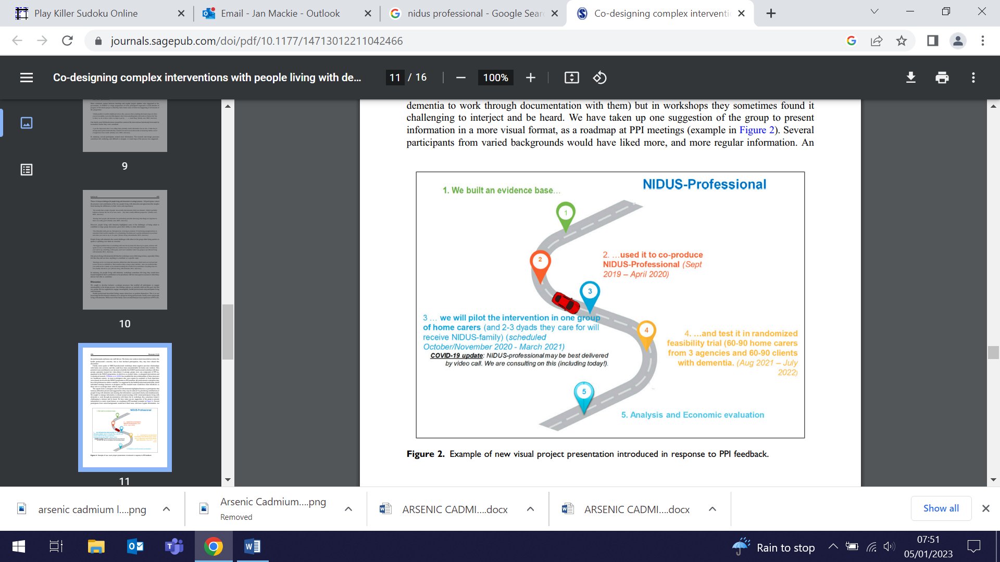 Play Killer Sudoku Online
Email - Jan Mackie - Outlook
nidus professional - Google Sear
Co-designing complex interventi
journals.sagepub.com/doi/pdf/10.1177/14713012211042466
Co-designing complex interventions with people living with de...
11 / 16
100%
9
10
11
dementia to work through documentation with them) but in workshops they sometimes found it
challenging to interject and be heard. We have taken up one suggestion of the group to present
information in a more visual format, as a roadmap at PPI meetings (example in Figure 2). Several
participants from varied backgrounds would have liked more, and more regular information. An
NIDUS-Professional
1. We built an evidence base...
1
2
2. ...used it to co-produce
NIDUS-Professional (Sept
2019 – April 2020)
3
3 ... we will pilot the intervention in one group
of home carers (and 2-3 dyads they care for will
receive NIDUS-family) (scheduled
October/November 2020 - March 2021)
COVID-19 update: NIDUS-professional may be best delivered
by video call. We are consulting on this (including today!).
4
4. ...and test it in randomized
feasibility trial (60-90 home carers
from 3 agencies and 60-90 clients
with dementia. (Aug 2021 – July
2022)
5
5. Analysis and Economic evaluation
Figure 2. Example of new visual project presentation introduced in response to PPI feedback.
arsenic cadmium l....png
Arsenic Cadmium....png
Removed
ARSENIC CADMI....docx
ARSENIC CADMI....docx
Show all
Rain to stop
07:51
05/01/2023